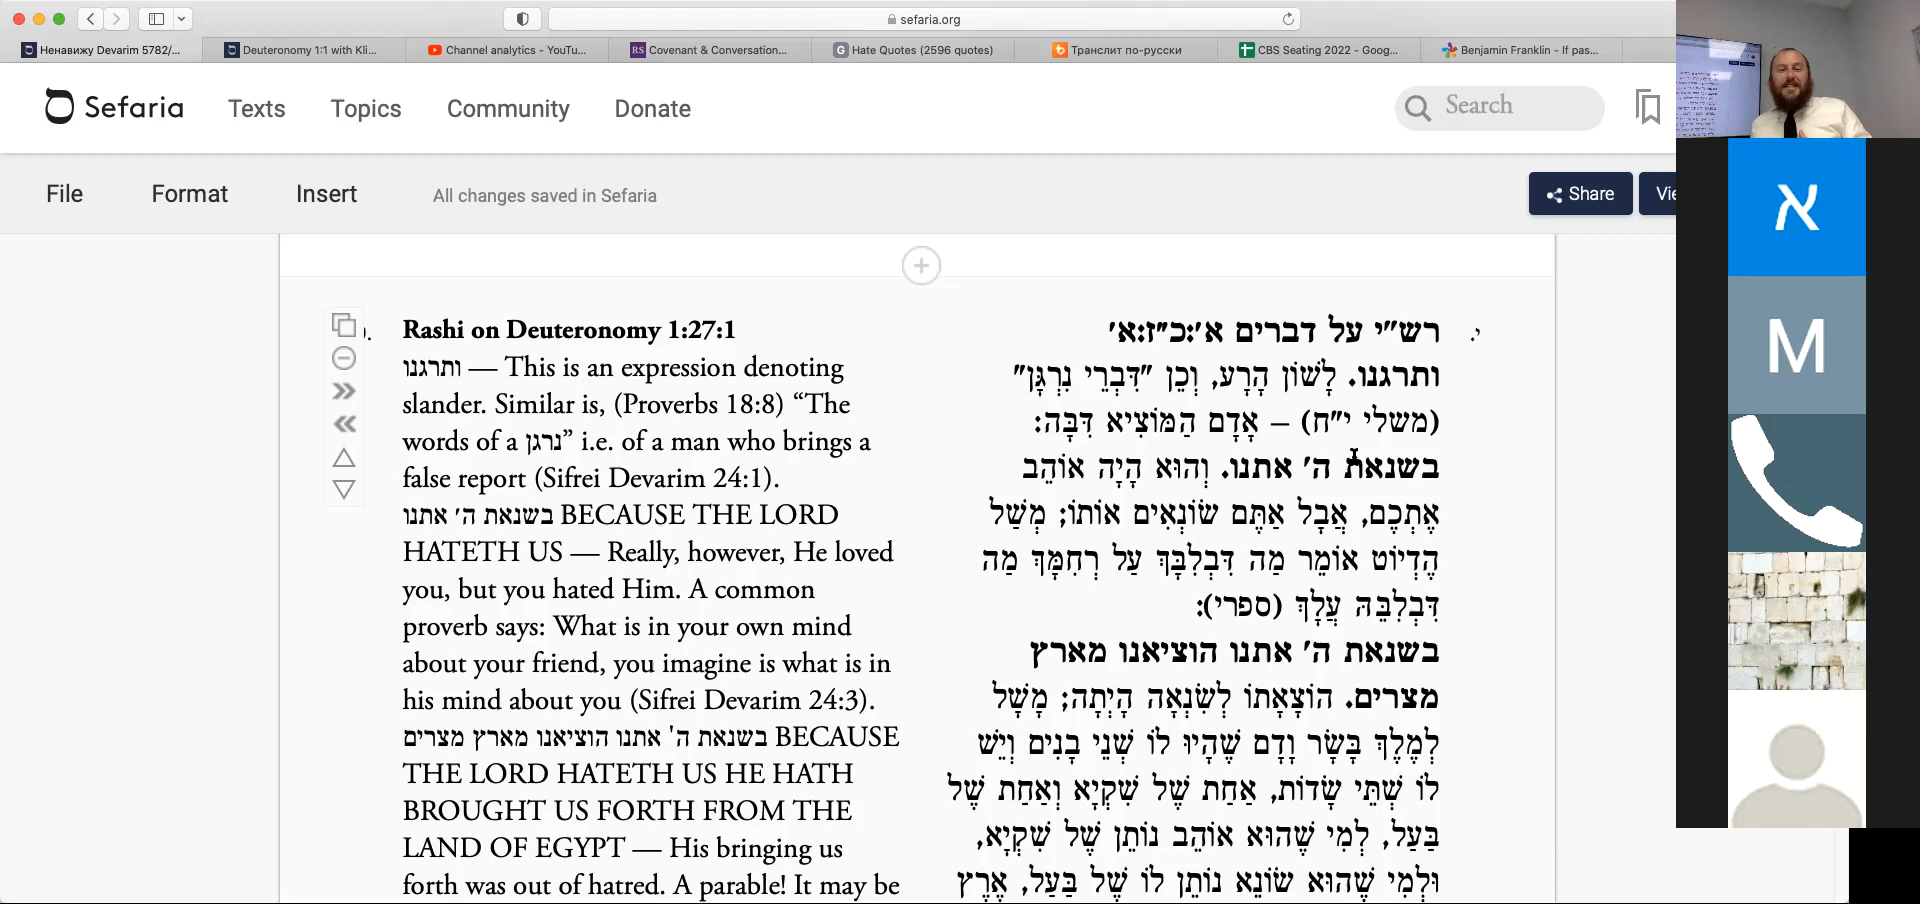 sefaria.org
Ненавижу Devarim 5782/...
Deuteronomy 1:1 with Kli...
Channel analytics - YouTu...
RS Covenant & Conversation...
G Hate Quotes (2596 quotes)
Транслит по-русски
CBS Seating 2022 - Goog...
Benjamin Franklin - If pas...
Sefaria
Texts
Topics
Community
Donate
Search
File
Format
Insert
All changes saved in Sefaria
Share
Vie
Rashi on Deuteronomy 1:27:1
ותרגנו — This is an expression denoting
slander. Similar is, (Proverbs 18:8) “The
words of a נרגן” i.e. of a man who brings a
false report (Sifrei Devarim 24:1).
בשנאת ה׳ אתנו BECAUSE THE LORD
HATETH US — Really, however, He loved
you, but you hated Him. A common
proverb says: What is in your own mind
about your friend, you imagine is what is in
his mind about you (Sifrei Devarim 24:3).
בשנאת ה' אתנו הוציאנו מארץ מצרים BECAUSE
THE LORD HATETH US HE HATH
BROUGHT US FORTH FROM THE
LAND OF EGYPT — His bringing us
forth was out of hatred. A parable! It may be
י.
רש״י על דברים א׳:כ״ז:א׳
ותרגנו. לָשׁוֹן הָרָע, וְכֵן "דִּבְרֵי נִרְגָּן"
(משלי י״ח) – אָדָם הַמּוֹצִיא דִּבָּה:
בשנאת ה׳ אתנו. וְהוּא הָיָה אוֹהֵב
אֶתְכֶם, אֲבָל אַתֶּם שׂוֹנְאִים אוֹתוֹ; מְשַׁל
הֶדְיוֹט אוֹמֵר מַה דִּבְלִבָּךְ עַל רְחִמָּךְ מַה
דִּבְלִבֵּהּ עֲלָךְ (ספרי):
בשנאת ה׳ אתנו הוציאנו מארץ
מצרים. הוֹצָאָתוֹ לְשִׂנְאָה הָיְתָה; מָשָׁל
לְמֶלֶךְ בָּשָׂר וָדָם שֶׁהָיוּ לוֹ שְׁנֵי בָנִים וְיֵשׁ
לוֹ שְׁתֵּי שָׂדוֹת, אַחַת שֶׁל שִׁקְיָא וְאַחַת שֶׁל
בַּעַל, לְמִי שֶׁהוּא אוֹהֵב נוֹתֵן שֶׁל שִׁקְיָא,
וּלְמִי שֶׁהוּא שׂוֹנֵא נוֹתֵן לוֹ שֶׁל בַּעַל, אֶרֶץ
א
M